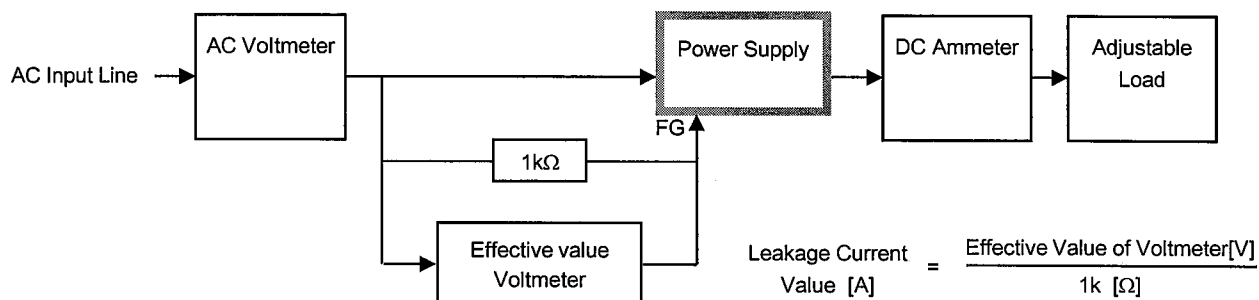 AC Voltmeter
Power Supply
DC Ammeter
Adjustable
Load
AC Input Line
FG
1kΩ
Effective value
Voltmeter
Leakage Current
Value [A]
=
Effective Value of Voltmeter[V]
1k [Ω]